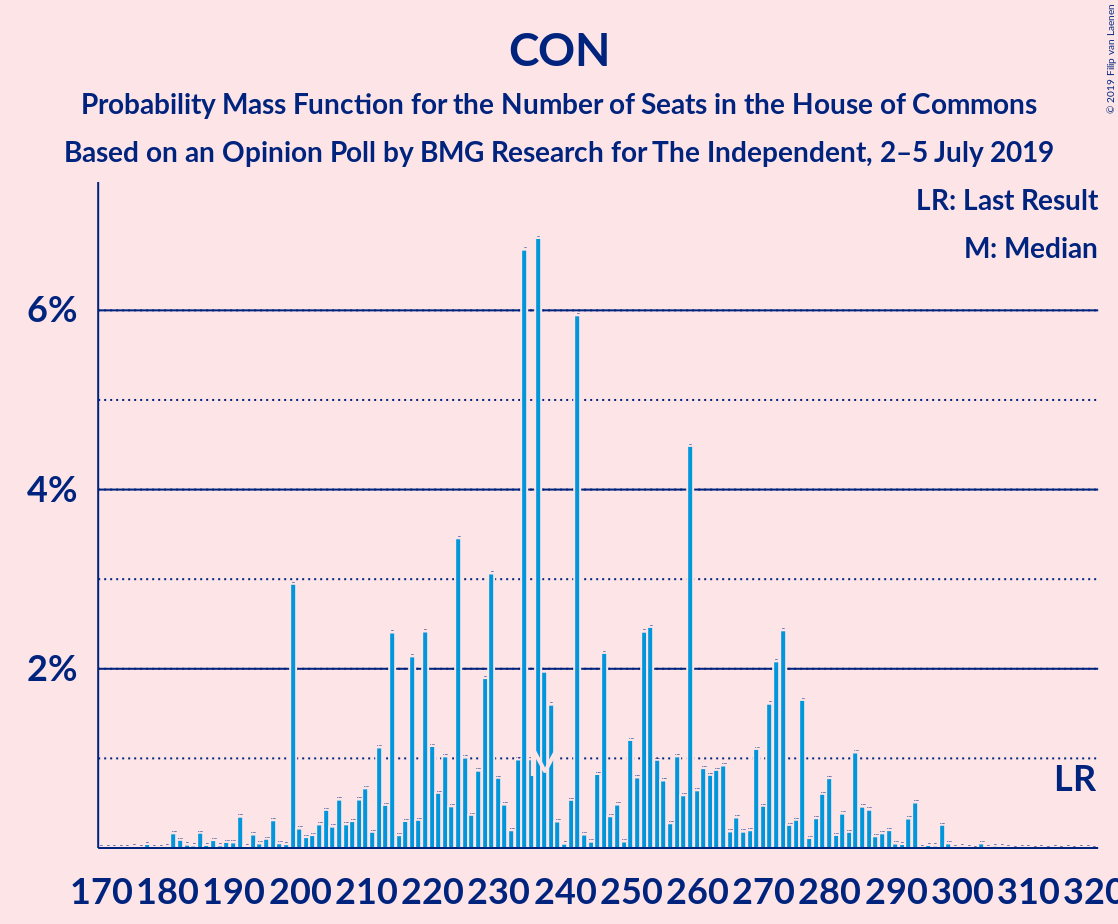 CON
Probability Mass Function for the Number of Seats in the House of Commons
Based on an Opinion Poll by BMG Research for The Independent, 2–5 July 2019
© 2019 Filip van Laenen
LR: Last Result
M: Median
6%
4%
2%
LR
M
170 180 190 200 210 220 230 240 250 260 270 280 290 300 310 320